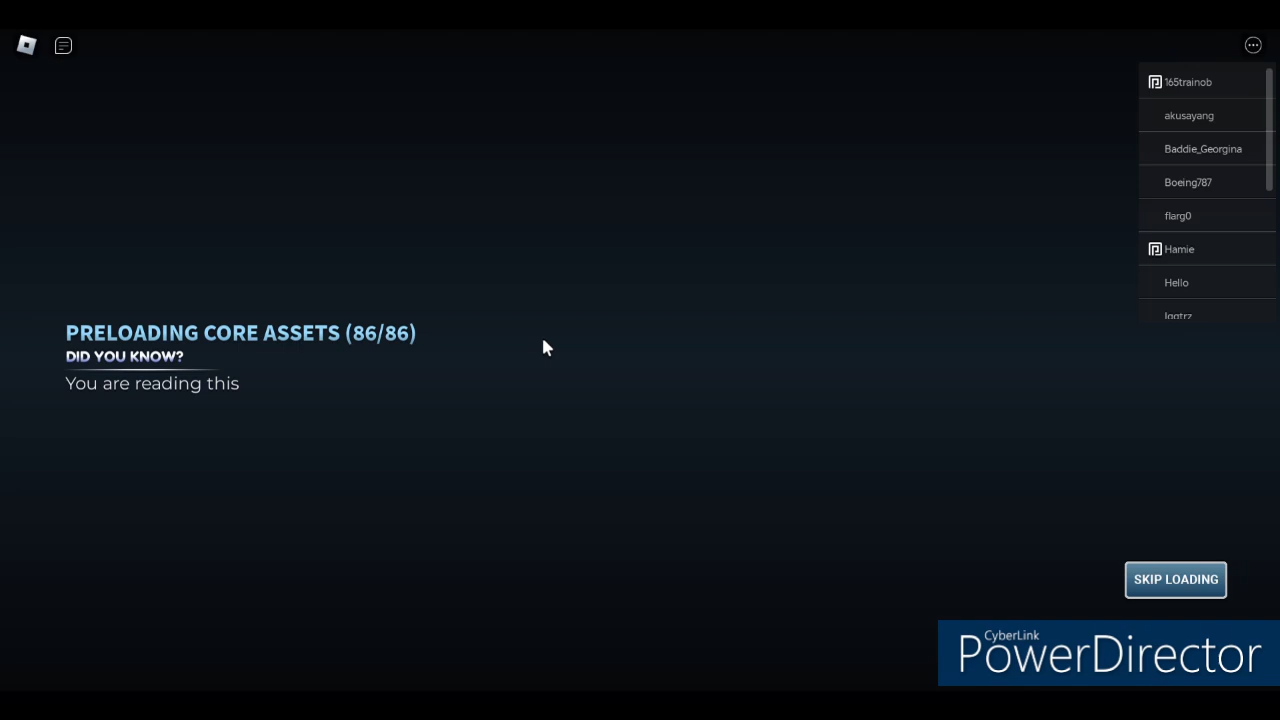 165trainob
akusayang
Baddie_Georgina
Boeing787
flarg0
Hamie
Hello
PRELOADING CORE ASSETS (86/86)
DID YOU KNOW?
You are reading this
SKIP LOADING
CyberLink
PowerDirector